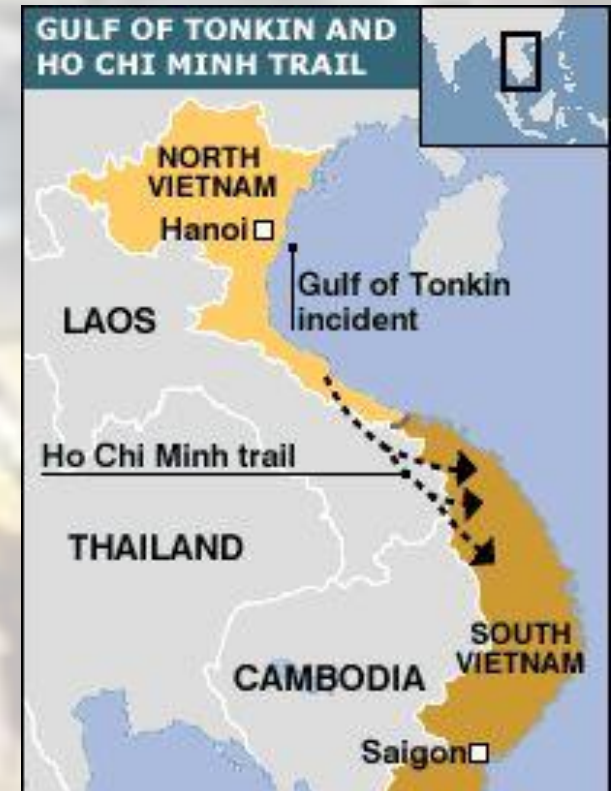 GULF OF TONKIN AND
HO CHI MINH TRAIL
NORTH
VIETNAM
Hanoi
Gulf of Tonkin
incident
LAOS
Ho Chi Minh trail
THAILAND
SOUTH
VIETNAM
CAMBODIA
Saigon